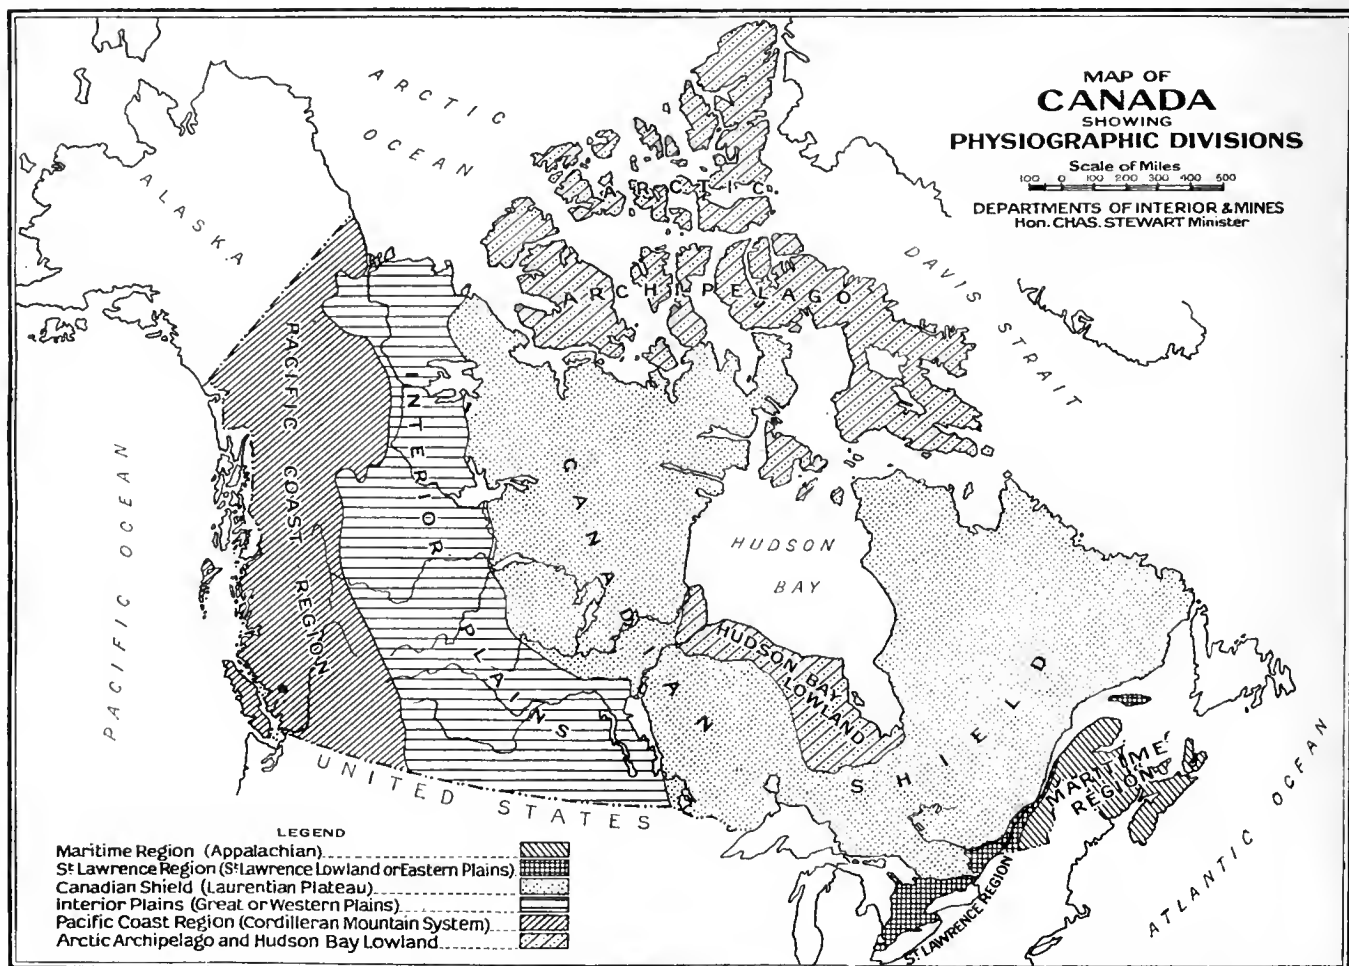 MAP OF
CANADA
SHOWING
PHYSIOGRAPHIC DIVISIONS
Scale of Miles
100 0 100 200 300 400 500
DEPARTMENTS OF INTERIOR & MINES
Hon. CHAS. STEWART Minister
ARCTIC
OCEAN
ALASKA
ARCTIC
ARCHIPELAGO
DAVIS STRAIT
PACIFIC OCEAN
PACIFIC COAST REGION
INTERIOR PLAINS
CANADIAN SHIELD
HUDSON
BAY
HUDSON BAY
LOWLAND
MARITIME
REGION
ST LAWRENCE REGION
UNITED STATES
ATLANTIC OCEAN
LEGEND
Maritime Region (Appalachian)
St Lawrence Region (St Lawrence Lowland or Eastern Plains)
Canadian Shield (Laurentian Plateau)
Interior Plains (Great or Western Plains)
Pacific Coast Region (Cordilleran Mountain System)
Arctic Archipelago and Hudson Bay Lowland